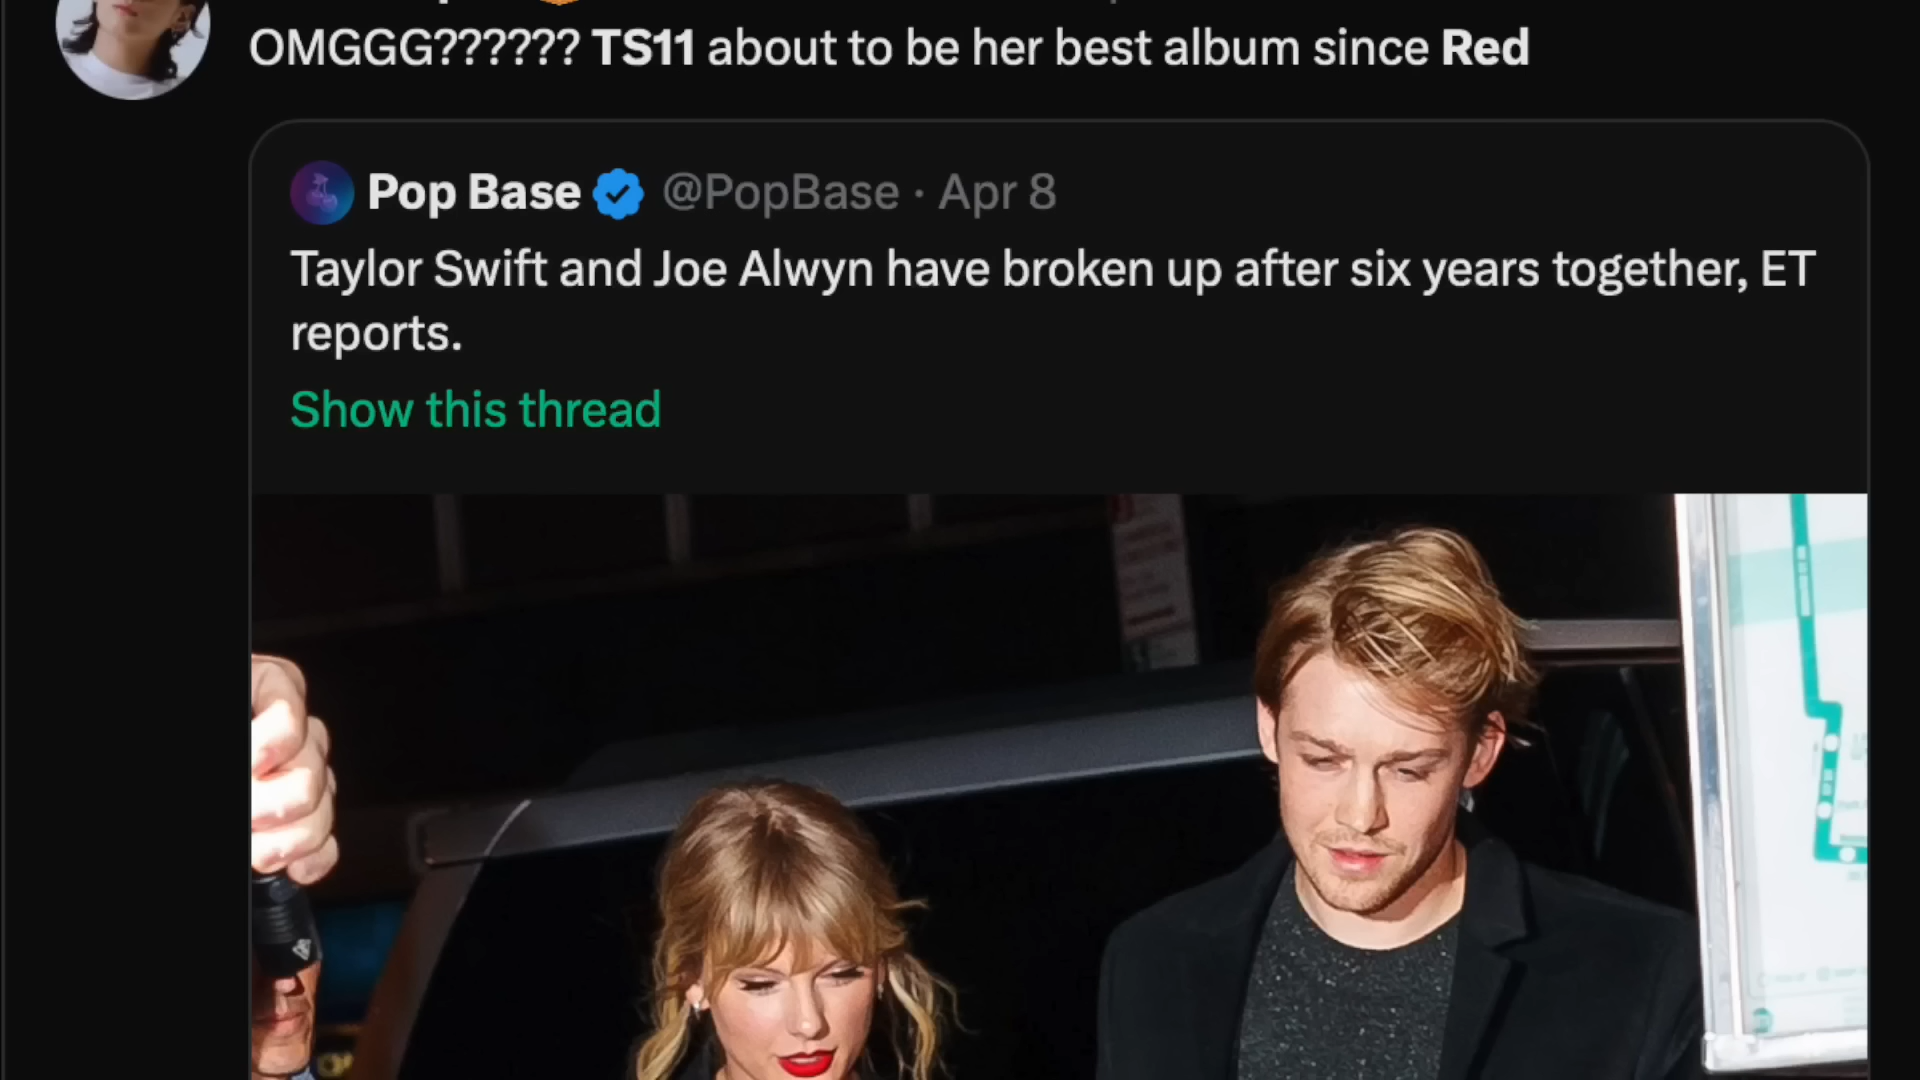 OMGGG?????? TS11 about to be her best album since Red
Pop Base @PopBase · Apr 8
Taylor Swift and Joe Alwyn have broken up after six years together, ET
reports.
Show this thread